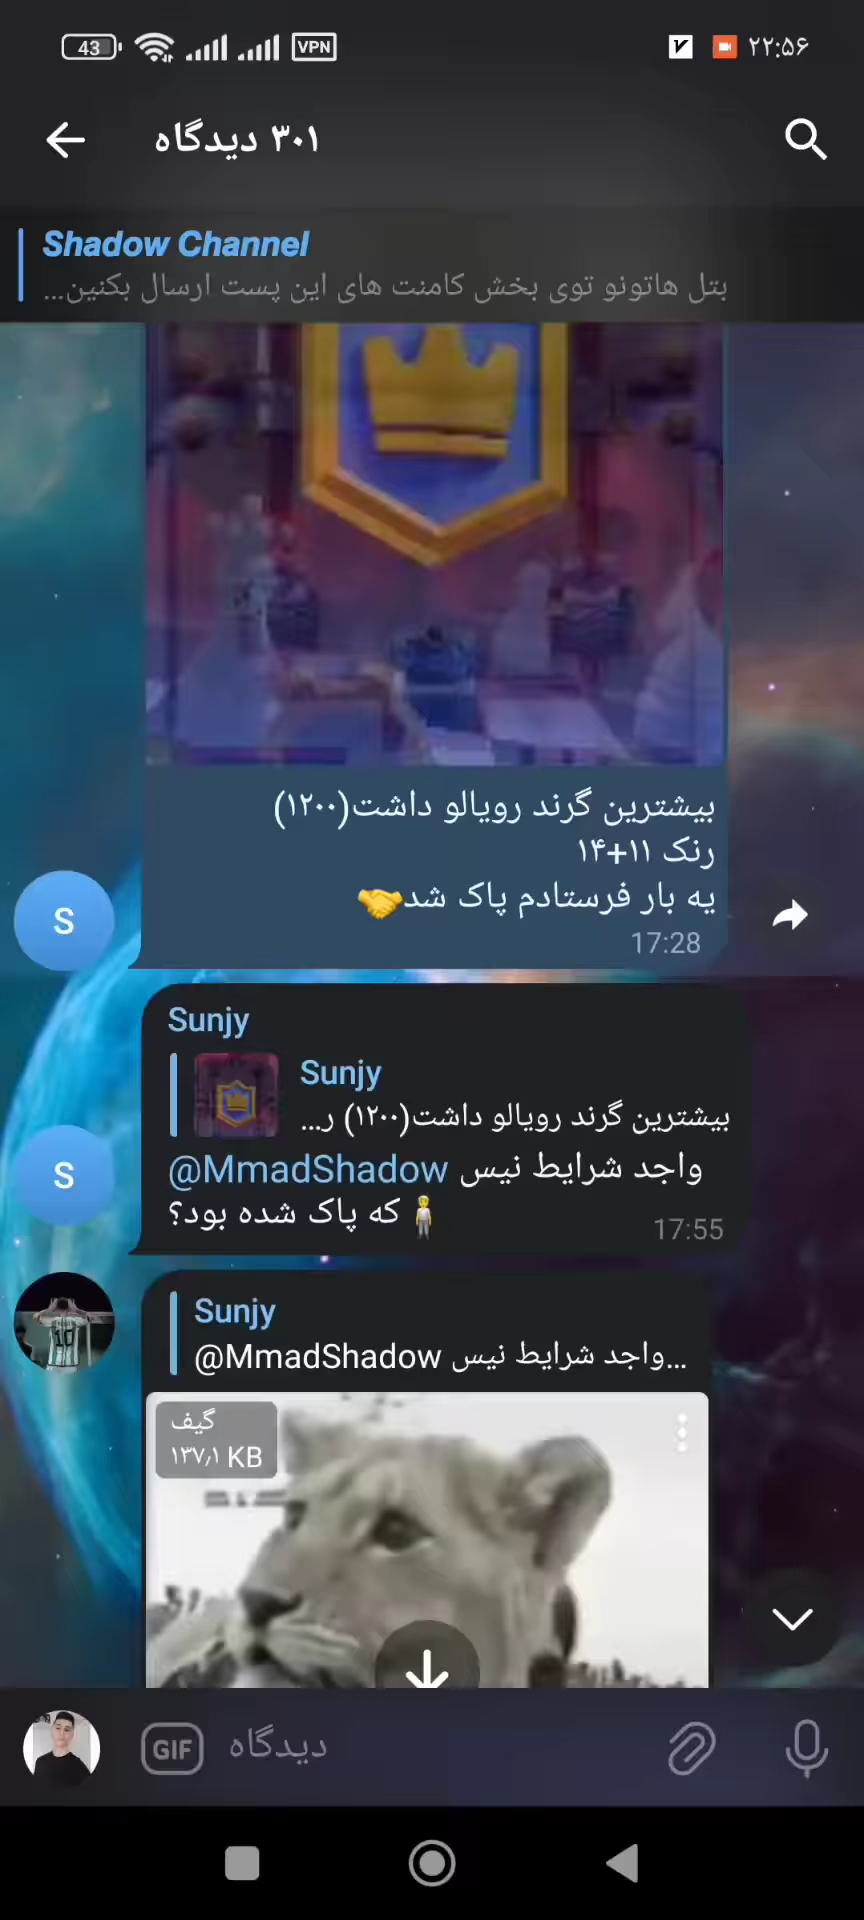 43 VPN ۲۲:۵۶
۳۰۱ دیدگاه
Shadow Channel
بتل هاتونو توی بخش کامنت های این پست ارسال بکنین...
بیشترین گرند رویالو داشت(۱۲۰۰)
رنک ۱۱+۱۴
یه بار فرستادم پاک شد🤝
17:28
S
Sunjy
Sunjy
بیشترین گرند رویالو داشت(۱۲۰۰) ر...
واجد شرایط نیس @MmadShadow
🧍 که پاک شده بود؟
17:55
S
Sunjy
واجد شرایط نیس @MmadShadow...
گیف
۱۳۷٫۱ KB
10
GIF دیدگاه